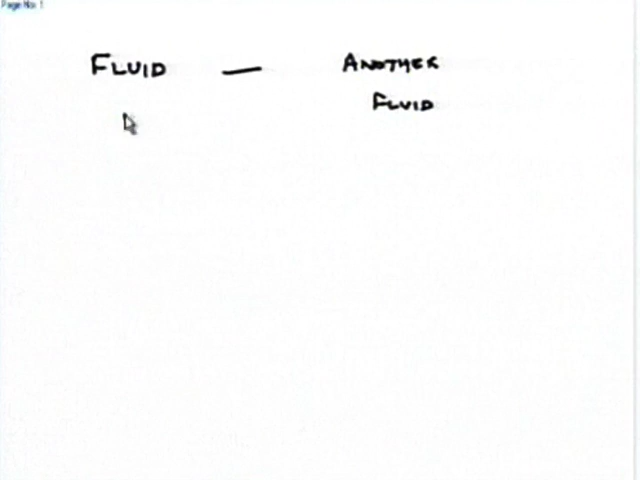 Page No: 1
FLUID — ANOTHER
FLUID